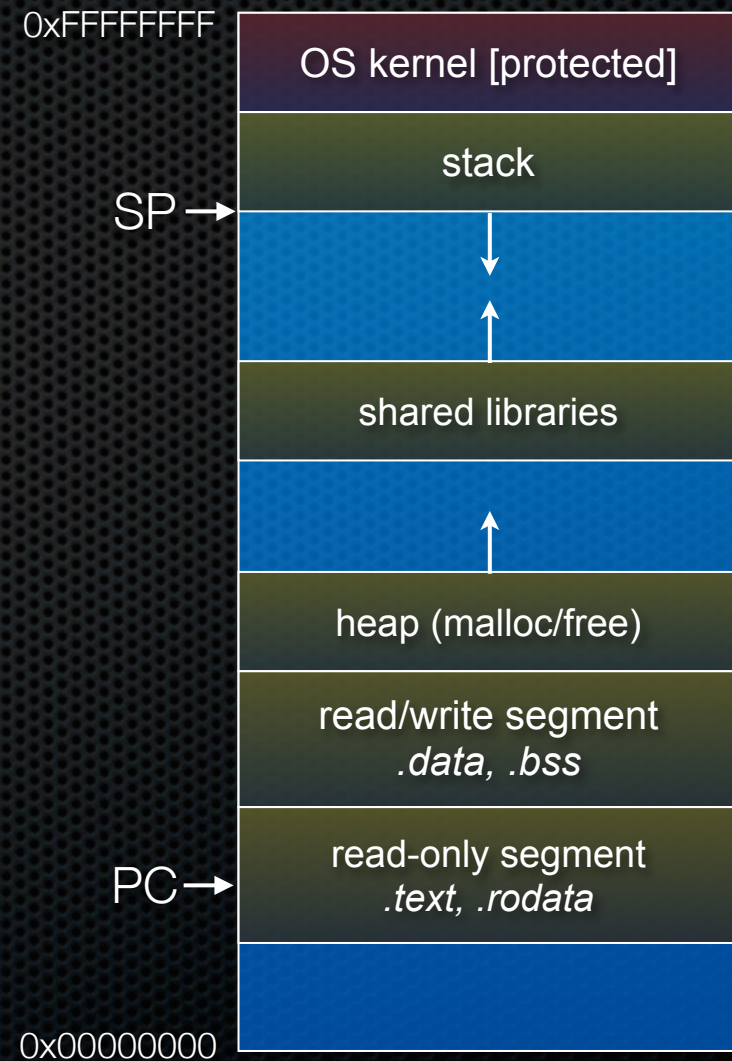 0xFFFFFFFF
OS kernel [protected]
stack
SP
shared libraries
heap (malloc/free)
read/write segment
.data, .bss
read-only segment
.text, .rodata
PC
0x00000000